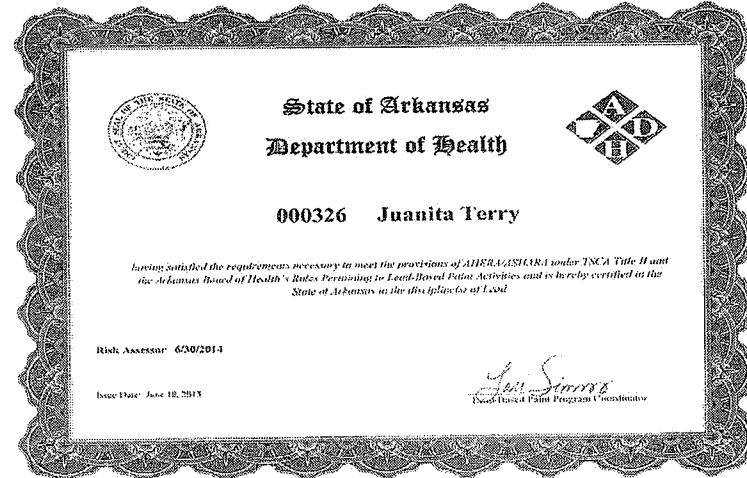 State of Arkansas
Department of Health
A
D
H
000326 Juanita Terry
having satisfied the requirements necessary to meet the provisions of AHERA/ASHARA under TSCA Title II and
the Arkansas Board of Health's Rules Pertaining to Lead-Based Paint Activities and is hereby certified in the
State of Arkansas in the discipline(s) of Lead
Risk Assessor 6/30/2014
Issue Date: June 10, 2013
Lead-Based Paint Program Coordinator